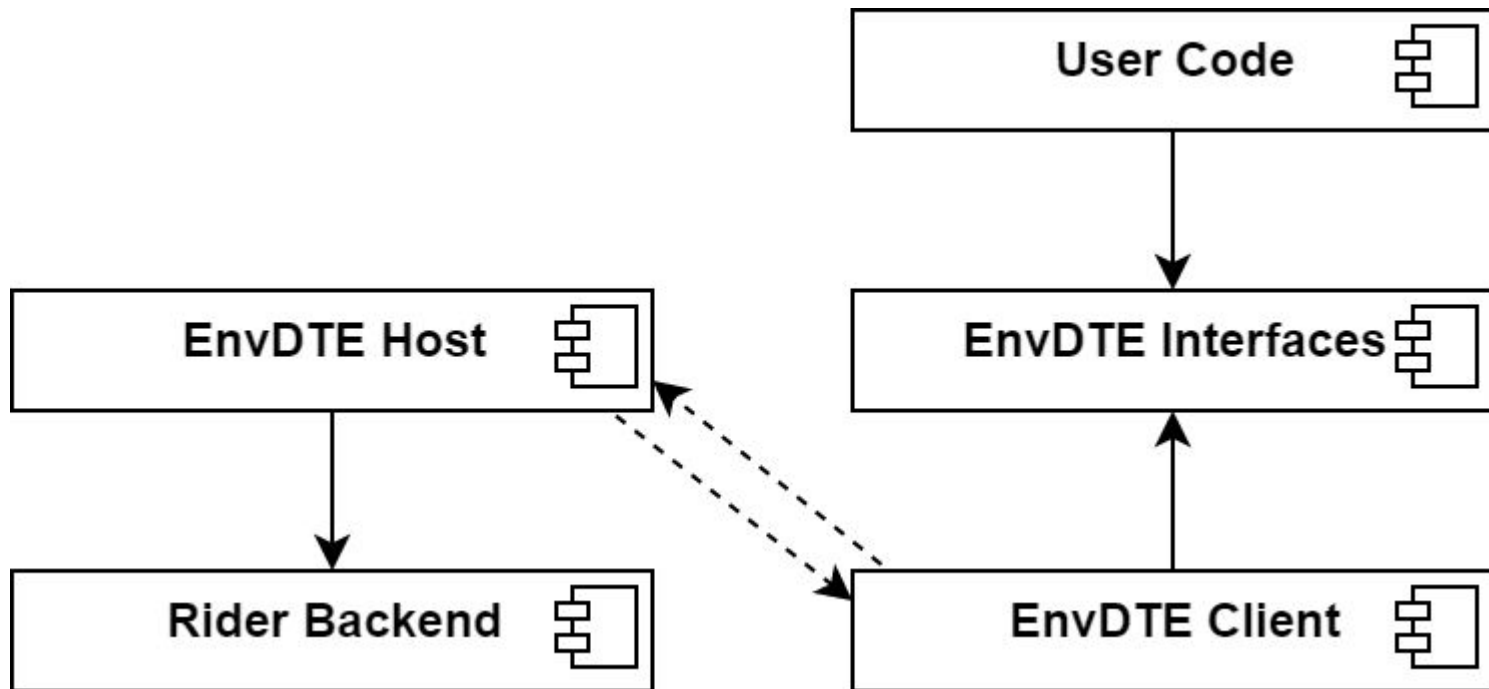 User Code
EnvDTE Host
EnvDTE Interfaces
Rider Backend
EnvDTE Client